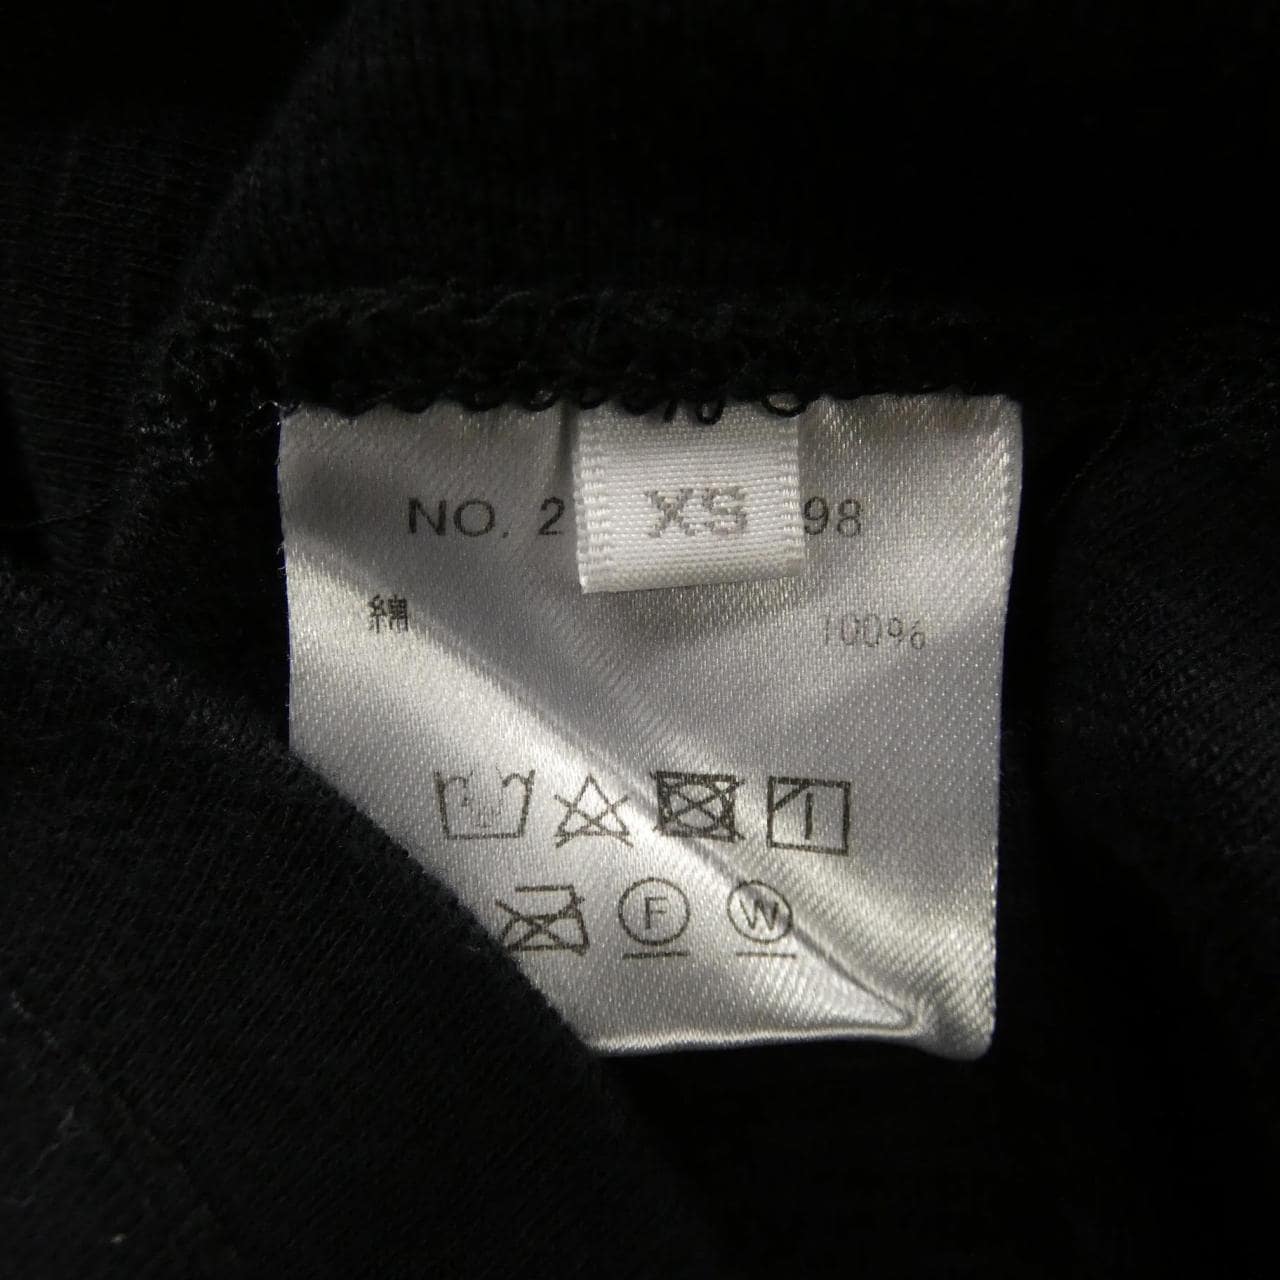 NO. 2 XS 98
綿 100%
F W